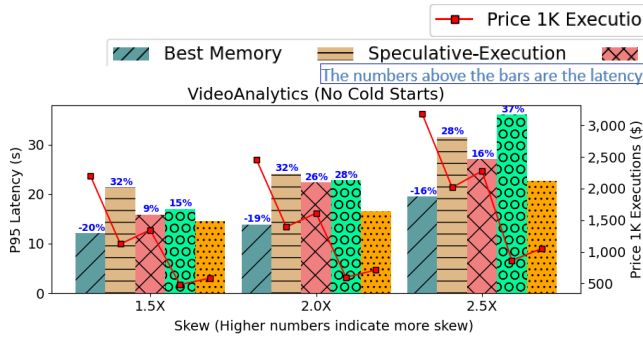 Price 1K Executio
Best Memory
Speculative-Execution
The numbers above the bars are the latency
VideoAnalytics (No Cold Starts)
P95 Latency (s)
30
20
10
0
-20%
32%
9%
15%
-19%
32%
26%
28%
-16%
28%
16%
37%
3,000
2,500
2,000
1,500
1,000
500
Price 1K Executions ($)
1.5X
2.0X
2.5X
Skew (Higher numbers indicate more skew)